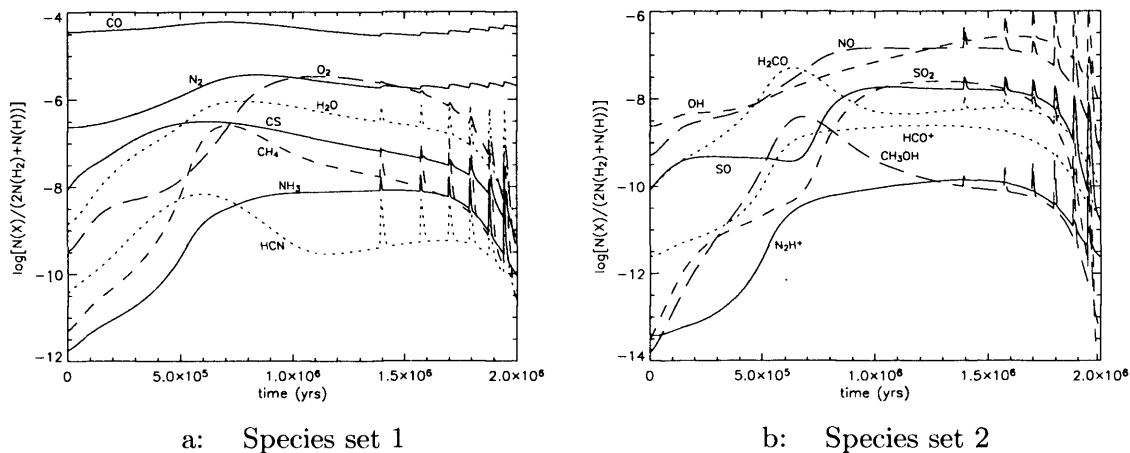 log[N(X)/(2N(H₂)+N(H)]
-4
-6
-8
-10
-12
CO
N₂
O₂
H₂O
CS
CH₄
NH₃
HCN
0
5.0×10⁵
1.0×10⁶
1.5×10⁶
2.0×10⁶
time (yrs)
a: Species set 1
log[N(X)/(2N(H₂)+N(H)]
-6
-8
-10
-12
-14
NO
H₂CO
SO₂
OH
HCO⁺
CH₃OH
SO
N₂H⁺
0
5.0×10⁵
1.0×10⁶
1.5×10⁶
2.0×10⁶
time (yrs)
b: Species set 2